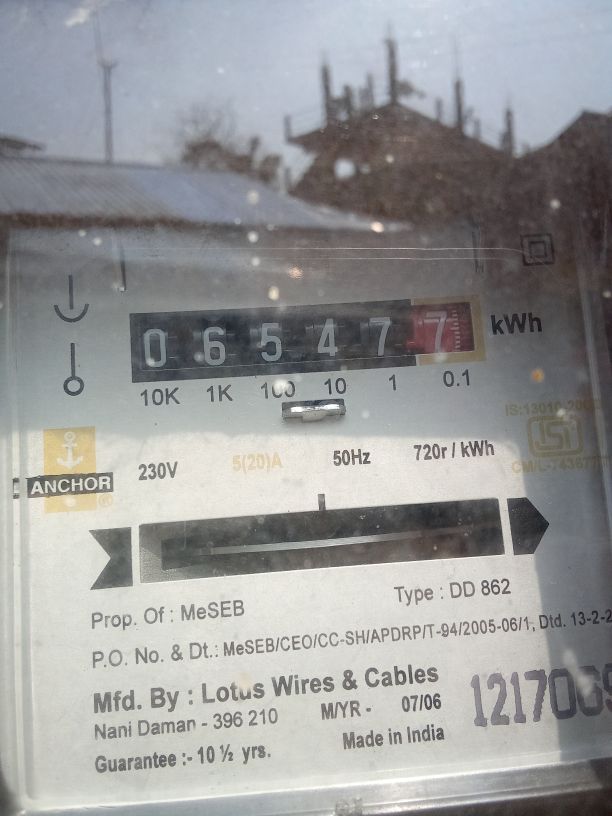 0 6 5 4 7 7 kWh
10K 1K 100 10 1 0.1
ANCHOR®
230V 5(20)A 50Hz 720r / kWh
Prop. Of : MeSEB Type : DD 862
P.O. No. & Dt.: MeSEB/CEO/CC-SH/APDRP/T-94/2005-06/1, Dtd. 13-2-2
Mfd. By : Lotus Wires & Cables
Nani Daman - 396 210 M/YR - 07/06
Guarantee :- 10 ½ yrs. Made in India